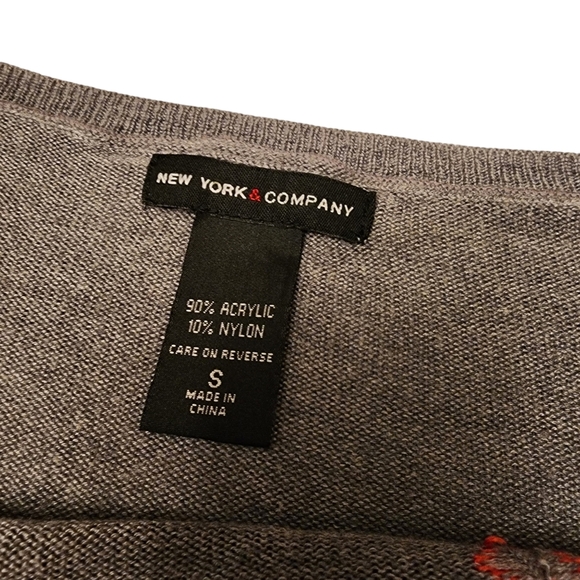 NEW YORK & COMPANY
90% ACRYLIC
10% NYLON
CARE ON REVERSE
S
MADE IN
CHINA